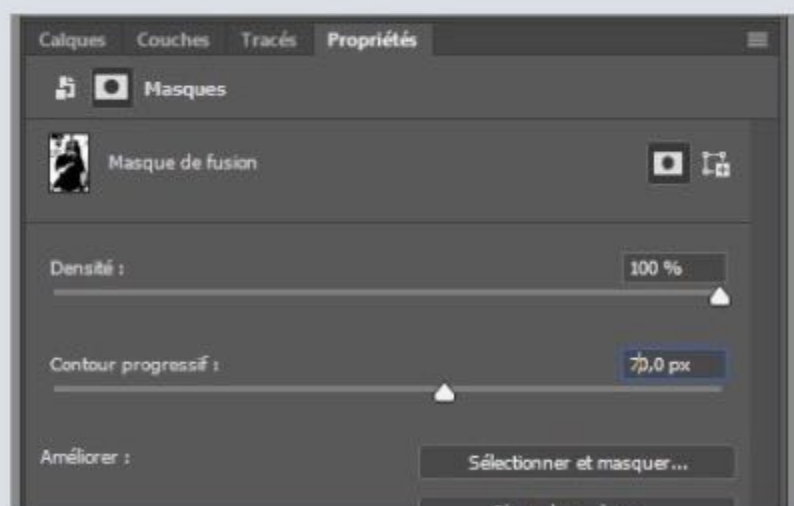 Calques Couches Tracés Propriétés
Masques
Masque de fusion
Densité : 100 %
Contour progressif : 70,0 px
Améliorer : Sélectionner et masquer...